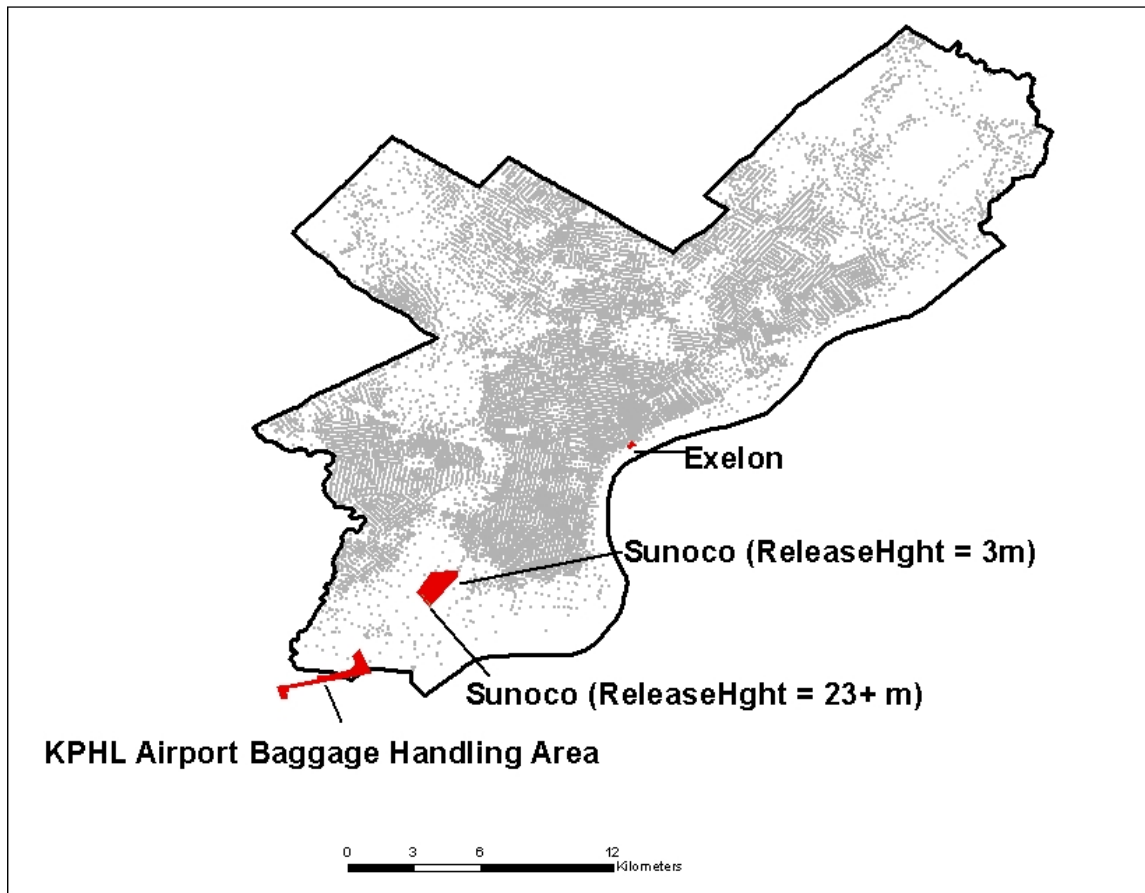 Exelon
Sunoco (ReleaseHght = 3m)
Sunoco (ReleaseHght = 23+ m)
KPHL Airport Baggage Handling Area
0 3 6 12
Kilometers